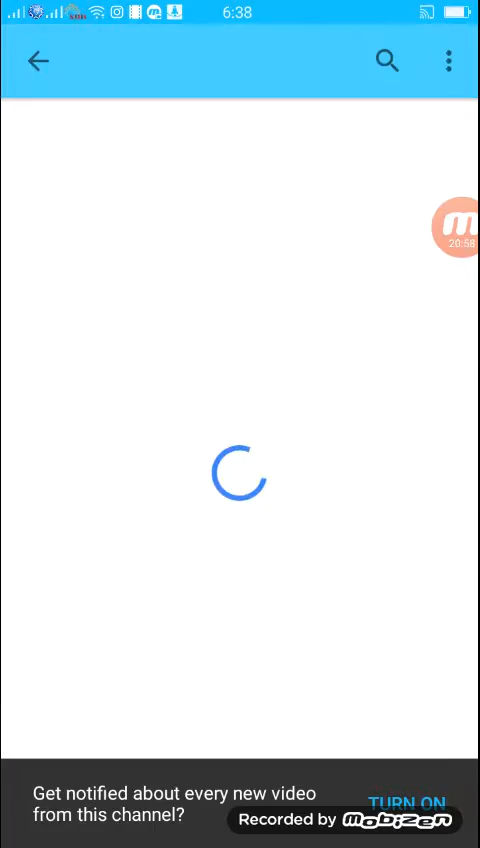 6:38
m
20:58
Get notified about every new video
from this channel?
TURN ON
Recorded by mobizen